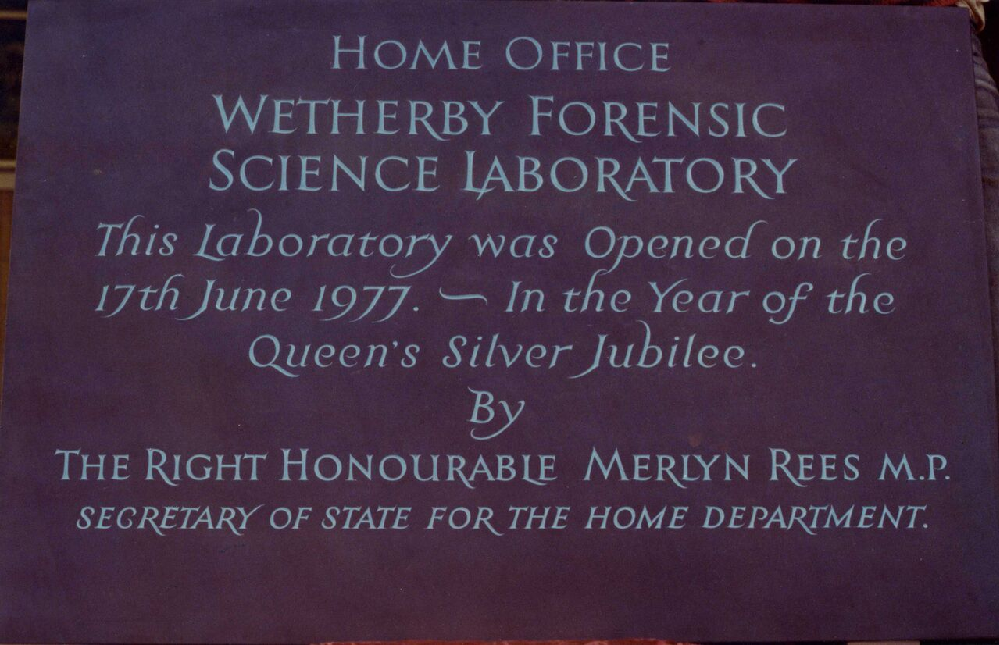 HOME OFFICE
WETHERBY FORENSIC
SCIENCE LABORATORY
This Laboratory was Opened on the
17th June 1977. — In the Year of the
Queen's Silver Jubilee.
By
THE RIGHT HONOURABLE MERLYN REES M.P.
SECRETARY OF STATE FOR THE HOME DEPARTMENT.